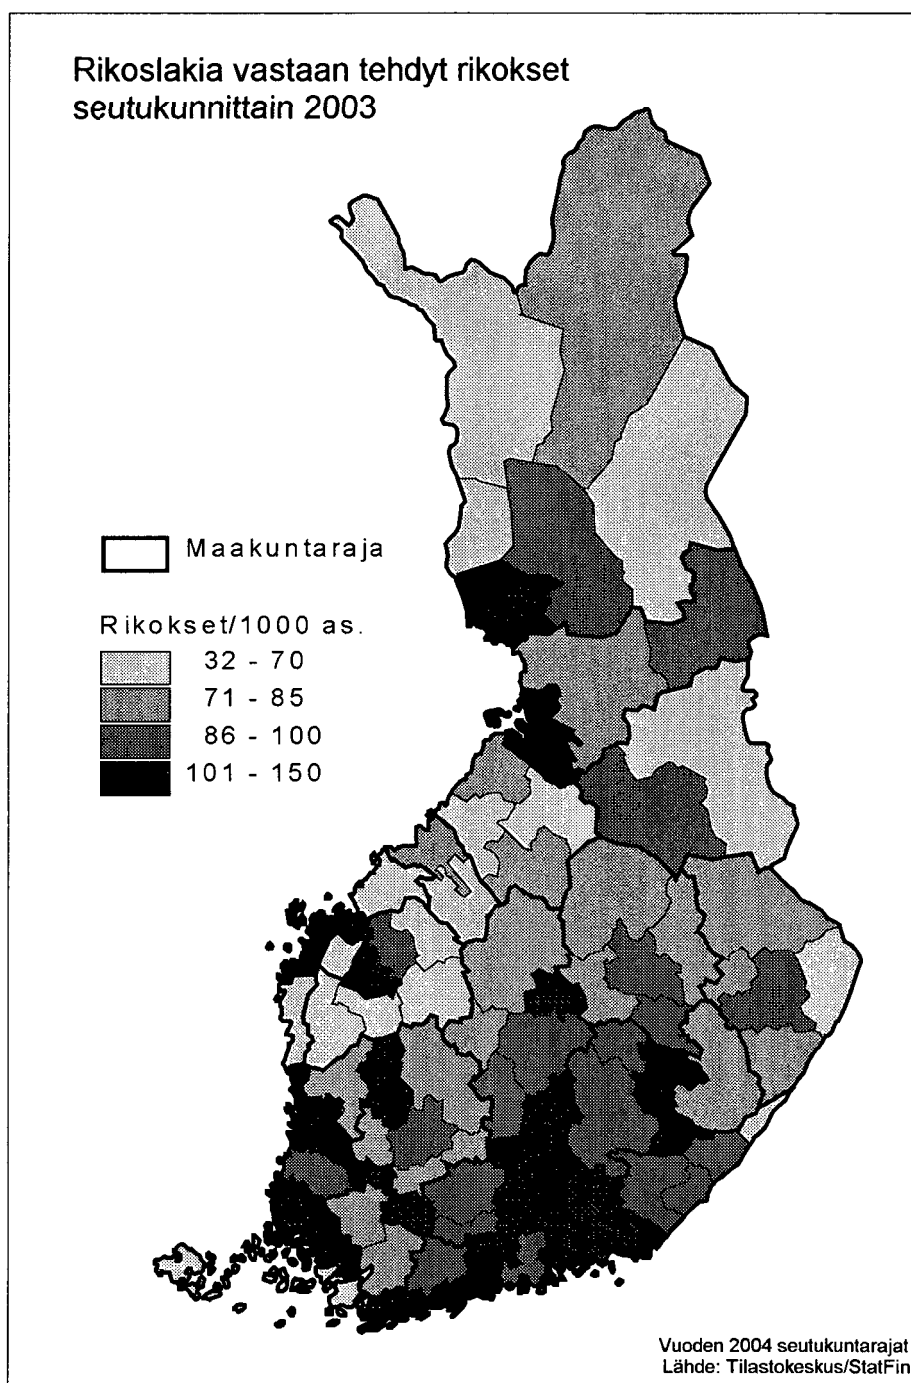 Rikoslakia vastaan tehdyt rikokset
seutukunnittain 2003
Maakuntaraja
Rikokset/1000 as.
32 - 70
71 - 85
86 - 100
101 - 150
Vuoden 2004 seutukuntarajat
Lähde: Tilastokeskus/StatFin